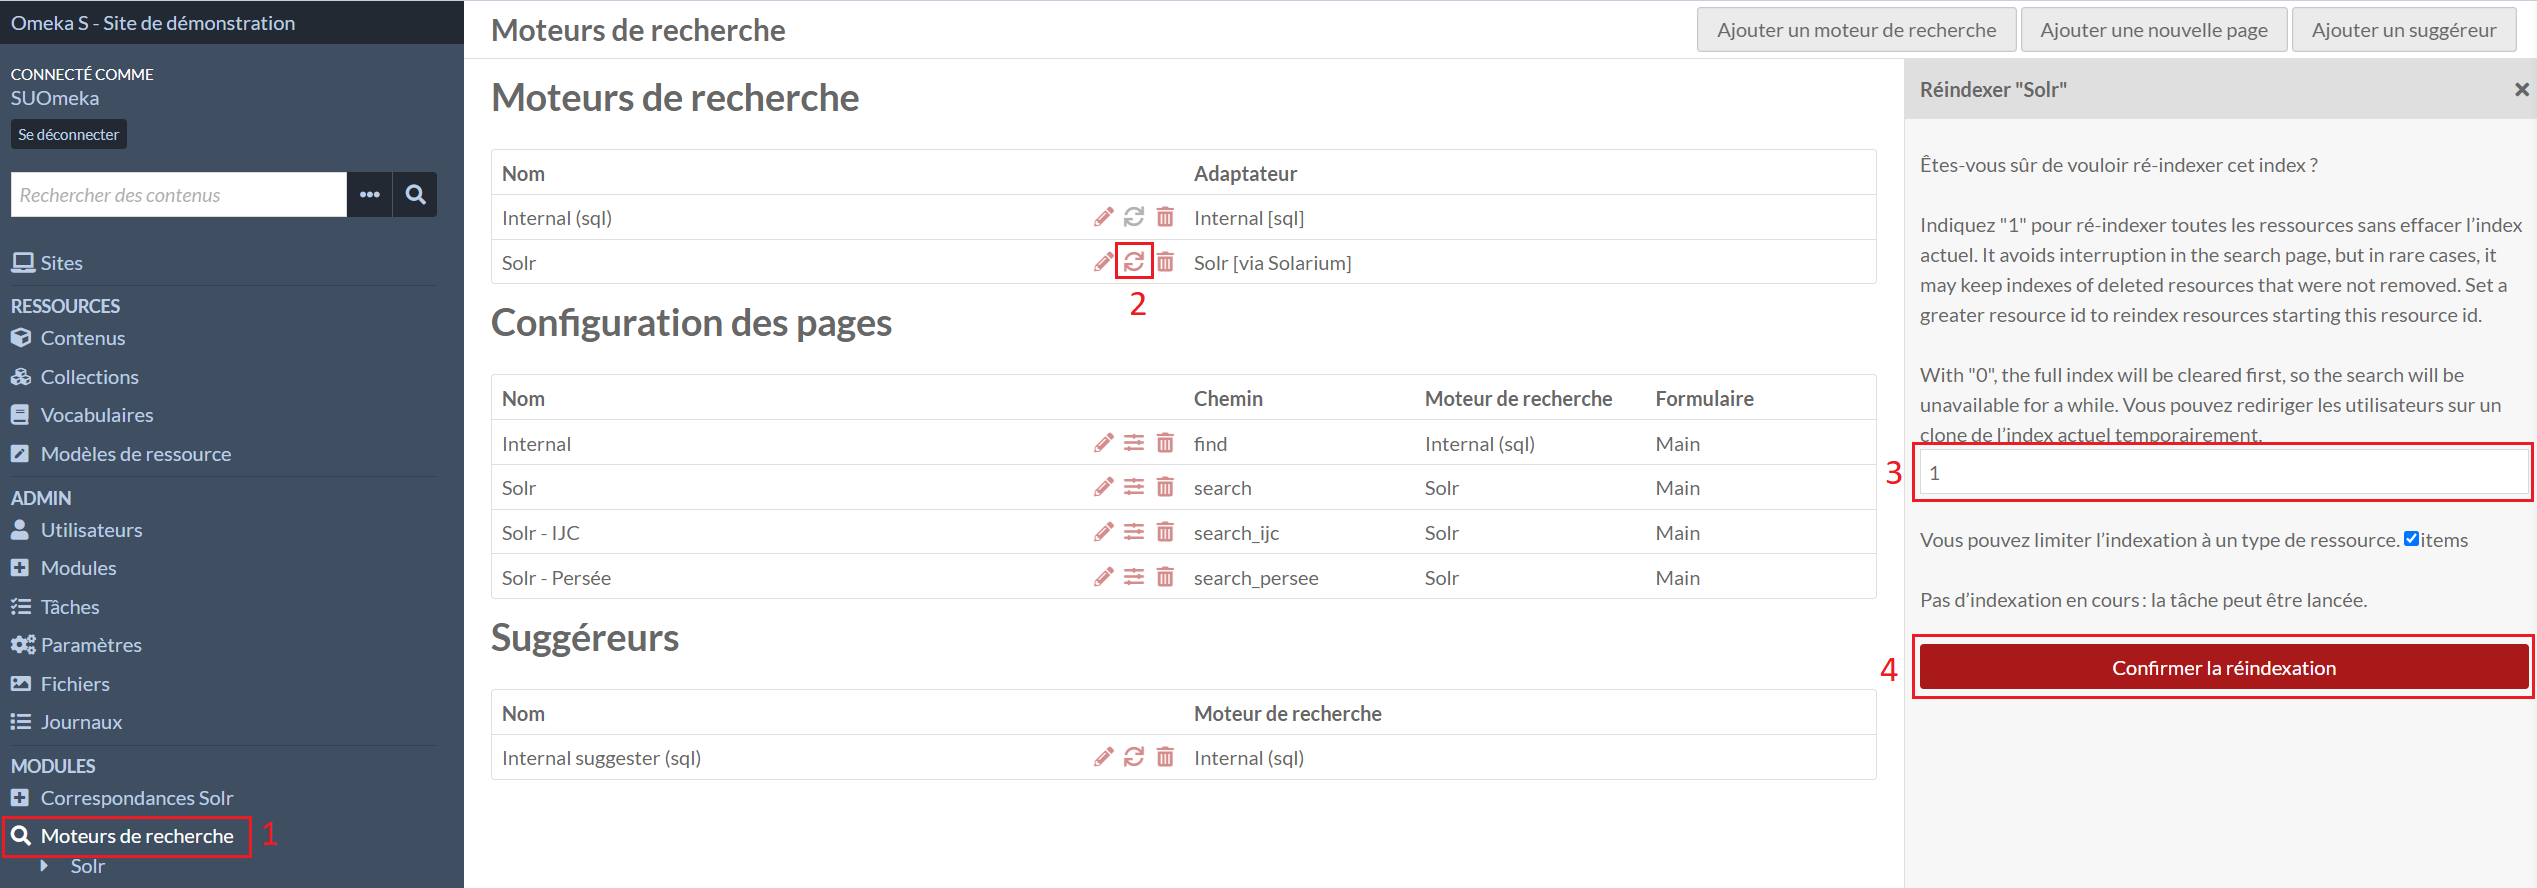 Omeka S - Site de démonstration
CONNECTÉ COMME
SUOmeka
Se déconnecter
Rechercher des contenus
Sites
RESSOURCES
Contenus
Collections
Vocabulaires
Modèles de ressource
ADMIN
Utilisateurs
Modules
Tâches
Paramètres
Fichiers
Journaux
MODULES
Correspondances Solr
Moteurs de recherche 1
Solr
Moteurs de recherche
Ajouter un moteur de recherche Ajouter une nouvelle page Ajouter un suggéreur
Moteurs de recherche
Nom Adaptateur
Internal (sql) Internal [sql]
Solr Solr [via Solarium]
2
Configuration des pages
Nom Chemin Moteur de recherche Formulaire
Internal find Internal (sql) Main
Solr search Solr Main
Solr - IJC search_ijc Solr Main
Solr - Persée search_persee Solr Main
Suggéreurs
Nom Moteur de recherche
Internal suggester (sql) Internal (sql)
Réindexer "Solr"
Êtes-vous sûr de vouloir ré-indexer cet index ?
Indiquez "1" pour ré-indexer toutes les ressources sans effacer l’index
actuel. It avoids interruption in the search page, but in rare cases, it
may keep indexes of deleted resources that were not removed. Set a
greater resource id to reindex resources starting this resource id.
With "0", the full index will be cleared first, so the search will be
unavailable for a while. Vous pouvez rediriger les utilisateurs sur un
clone de l’index actuel temporairement.
3 1
Vous pouvez limiter l’indexation à un type de ressource. items
Pas d’indexation en cours : la tâche peut être lancée.
4 Confirmer la réindexation